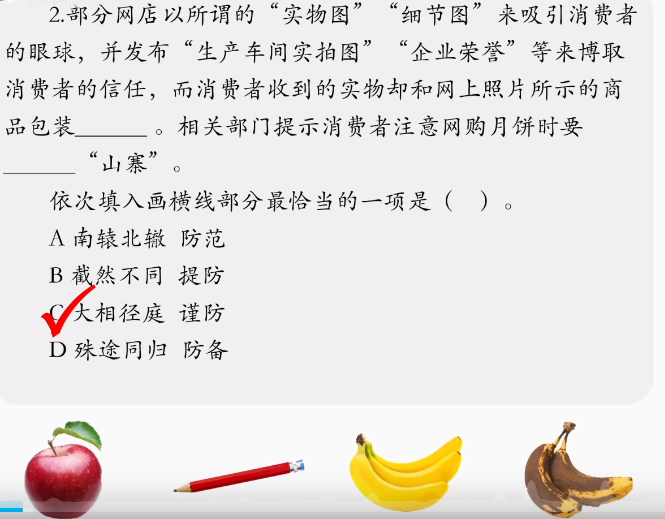 2.部分网店以所谓的“实物图”“细节图”来吸引消费者
的眼球，并发布“生产车间实拍图”“企业荣誉”等来博取
消费者的信任，而消费者收到的实物却和网上照片所示的商
品包装______。相关部门提示消费者注意网购月饼时要
______“山寨”。
依次填入画横线部分最恰当的一项是（ ）。
A 南辕北辙 防范
B 截然不同 提防
C 大相径庭 谨防
D 殊途同归 防备